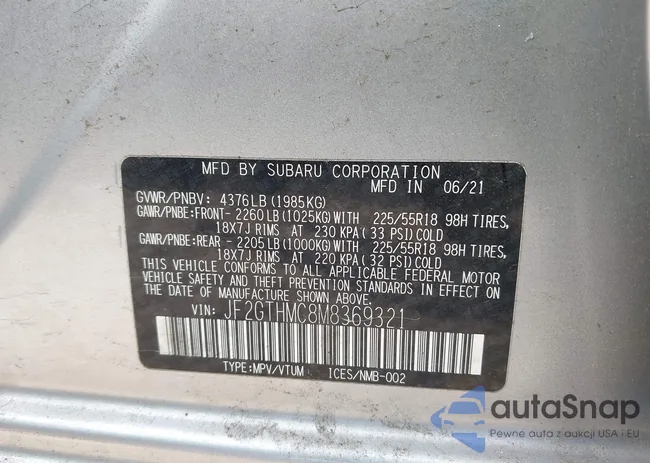 MFD BY SUBARU CORPORATION
MFD IN 06/21
GVWR/PNBV: 4376LB(1985KG)
GAWR/PNBE:FRONT- 2260LB(1025KG)WITH 225/55R18 98H TIRES,
18X7J RIMS AT 230 KPA(33 PSI)COLD
GAWR/PNBE:REAR - 2205LB(1000KG)WITH 225/55R18 98H TIRES,
18X7J RIMS AT 220 KPA(32 PSI)COLD
THIS VEHICLE CONFORMS TO ALL APPLICABLE FEDERAL MOTOR
VEHICLE SAFETY AND THEFT PREVENTION STANDARDS IN EFFECT ON
THE DATE OF MANUFACTURE SHOWN ABOVE.
VIN: JF2GTHMC8M8369321
TYPE:MPV/VTUM ICES/NMB-002
autaSnap
Pewne auta z aukcji USA i EU